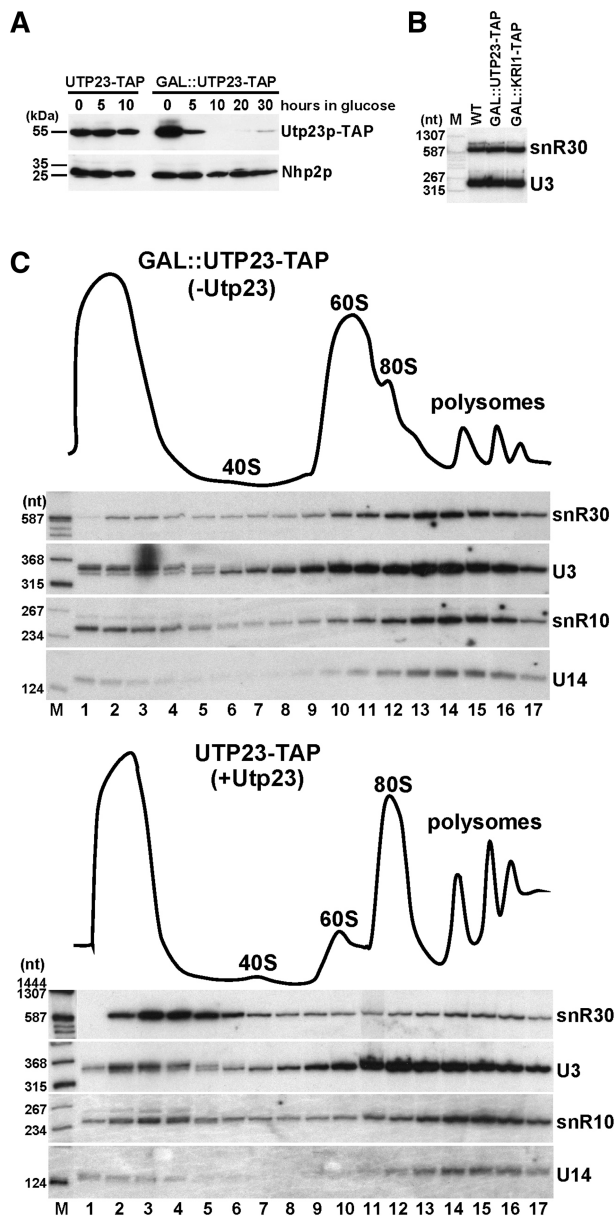 A
UTP23-TAP GAL::UTP23-TAP
0 5 10 0 5 10 20 30 hours in glucose
(kDa)
55 Utp23p-TAP
35
25 Nhp2p
B
WT
GAL::UTP23-TAP
GAL::KRI1-TAP
(nt) M
1307
587 snR30
267
315 U3
C
GAL::UTP23-TAP
(-Utp23)
40S
60S
80S
polysomes
(nt)
587 snR30
368
315 U3
267
234 snR10
124 U14
M 1 2 3 4 5 6 7 8 9 10 11 12 13 14 15 16 17
UTP23-TAP
(+Utp23)
40S
60S
80S
polysomes
(nt)
1444
1307
587 snR30
368
315 U3
267
234 snR10
124 U14
M 1 2 3 4 5 6 7 8 9 10 11 12 13 14 15 16 17